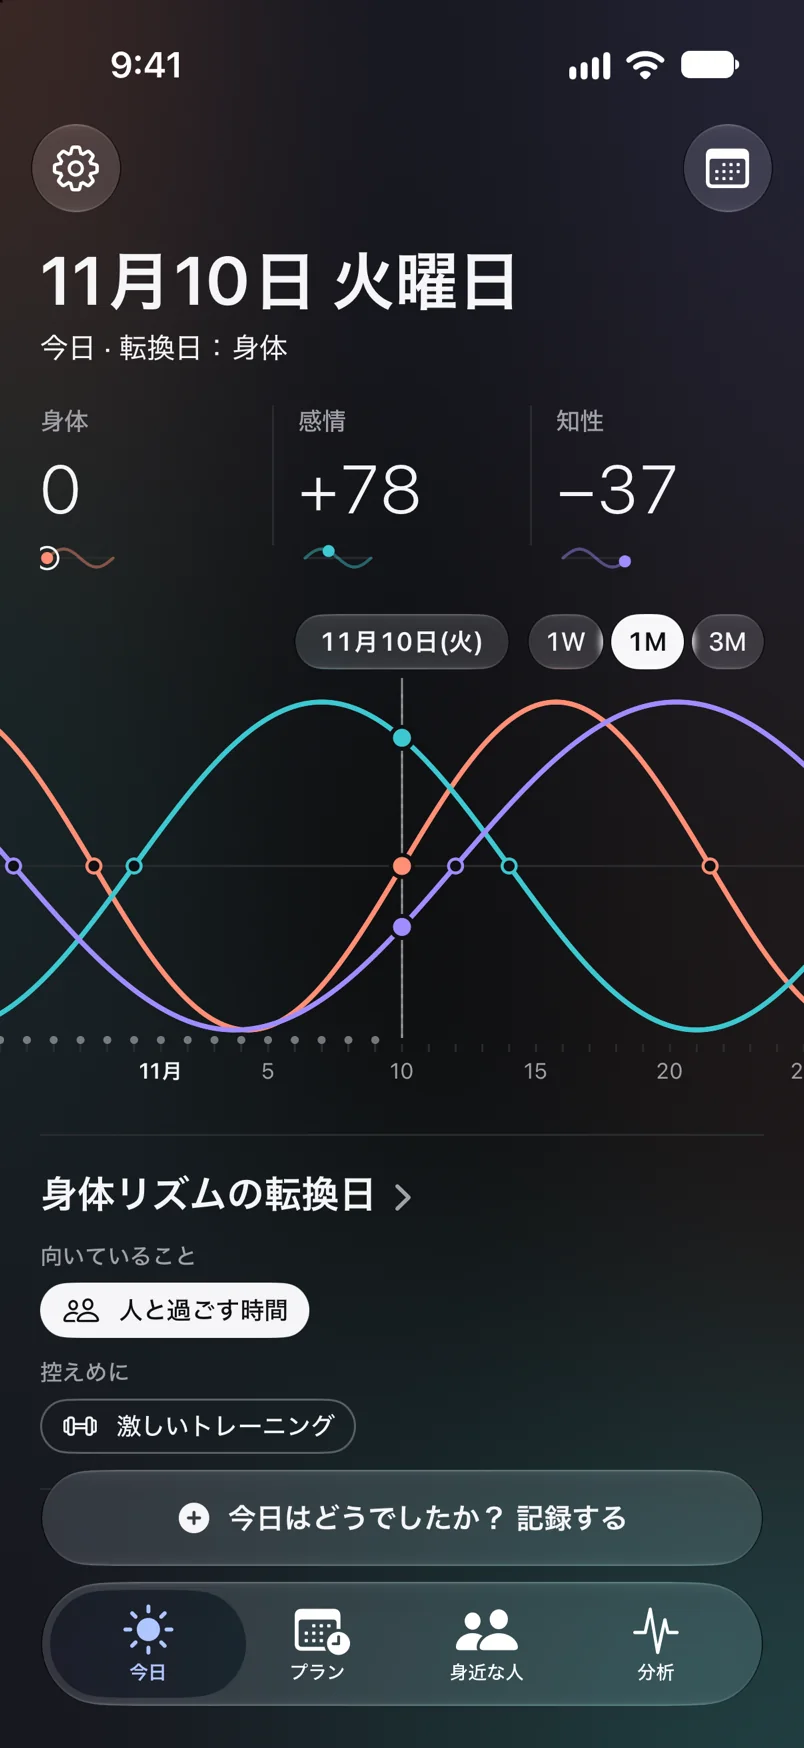 9:41
11月10日 火曜日
今日 · 転換日：身体
身体
感情
知性
0
+78
−37
11月10日(火)
1W
1M
3M
11月
5
10
15
20
身体リズムの転換日
向いていること
人と過ごす時間
控えめに
激しいトレーニング
今日はどうでしたか？ 記録する
今日
プラン
身近な人
分析